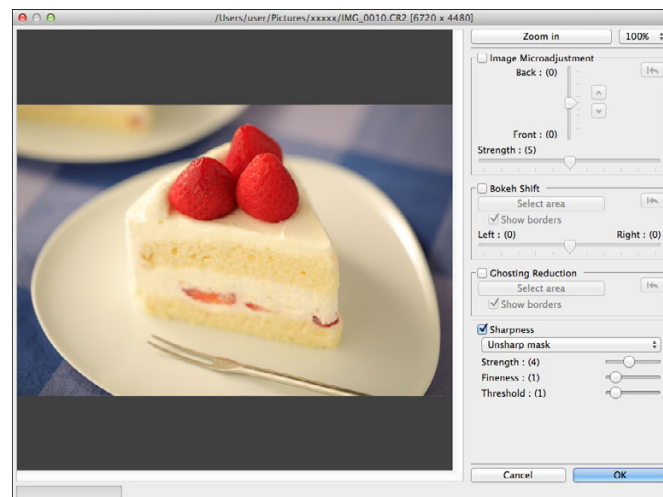 /Users/user/Pictures/xxxxx/IMG_0010.CR2 [6720 x 4480]
Zoom in
100%
Image Microadjustment
Back : (0)
Front : (0)
Strength : (5)
Bokeh Shift
Select area
Show borders
Left : (0) Right : (0)
Ghosting Reduction
Select area
Show borders
Sharpness
Unsharp mask
Strength : (4)
Fineness : (1)
Threshold : (1)
Cancel OK